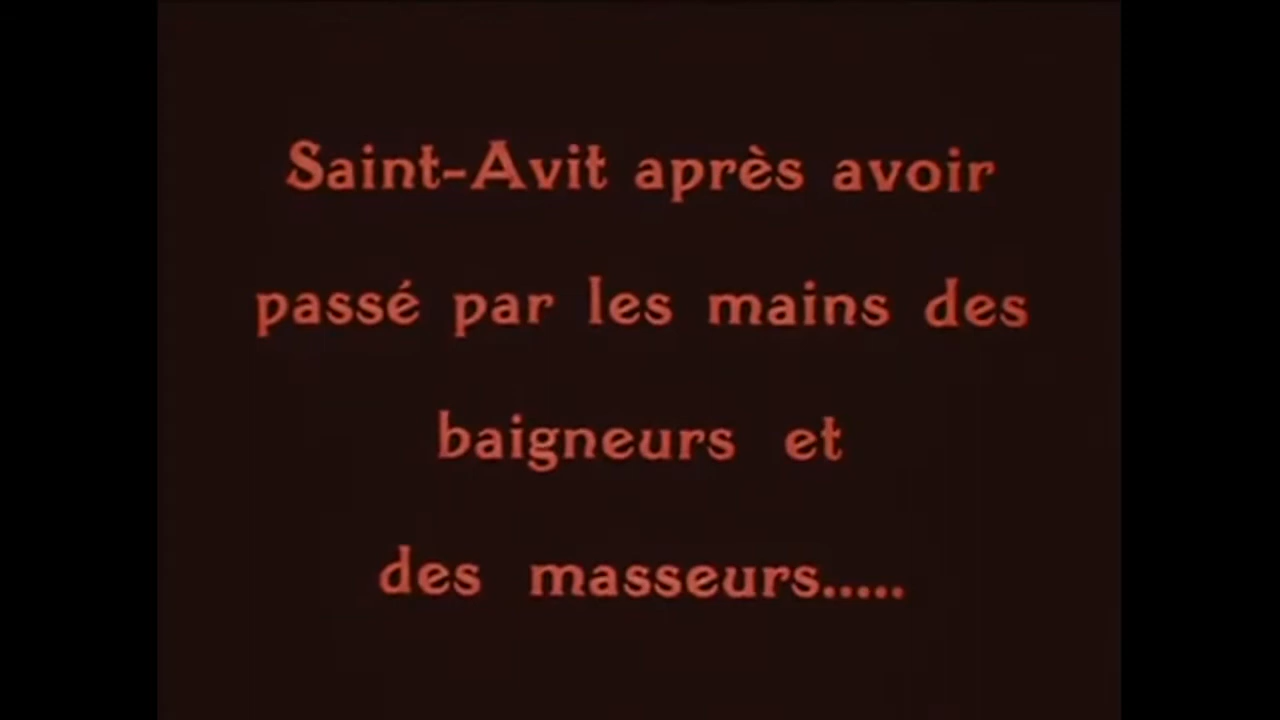 Saint-Avit après avoir
passé par les mains des
baigneurs et
des masseurs.....